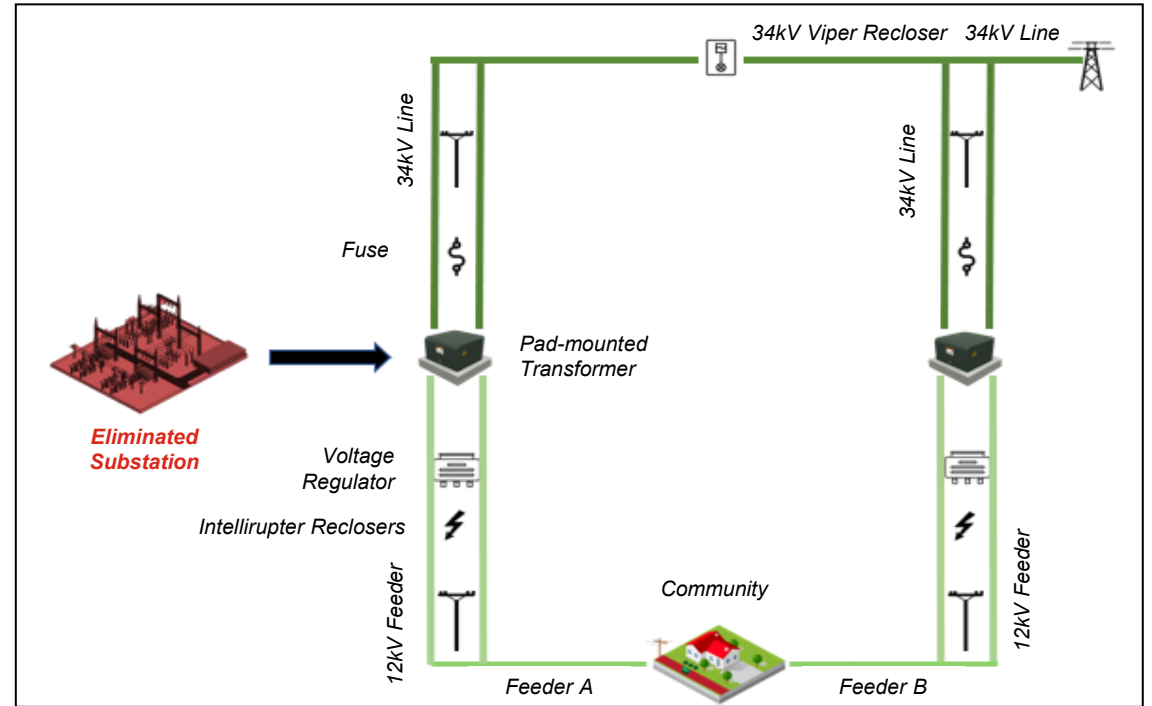 34kV Viper Recloser
34kV Line
34kV Line
34kV Line
Fuse
Pad-mounted
Transformer
Eliminated
Substation
Voltage
Regulator
Intellirupter Reclosers
12kV Feeder
12kV Feeder
Community
Feeder A
Feeder B